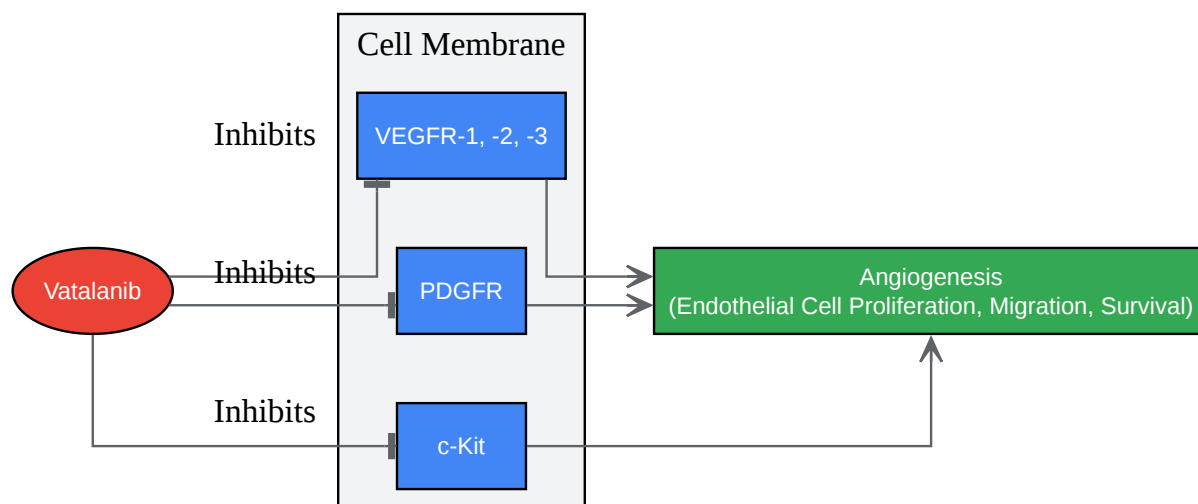 Cell Membrane
Inhibits
VEGFR-1, -2, -3
Vatalanib
Inhibits
PDGFR
Angiogenesis
(Endothelial Cell Proliferation, Migration, Survival)
Inhibits
c-Kit